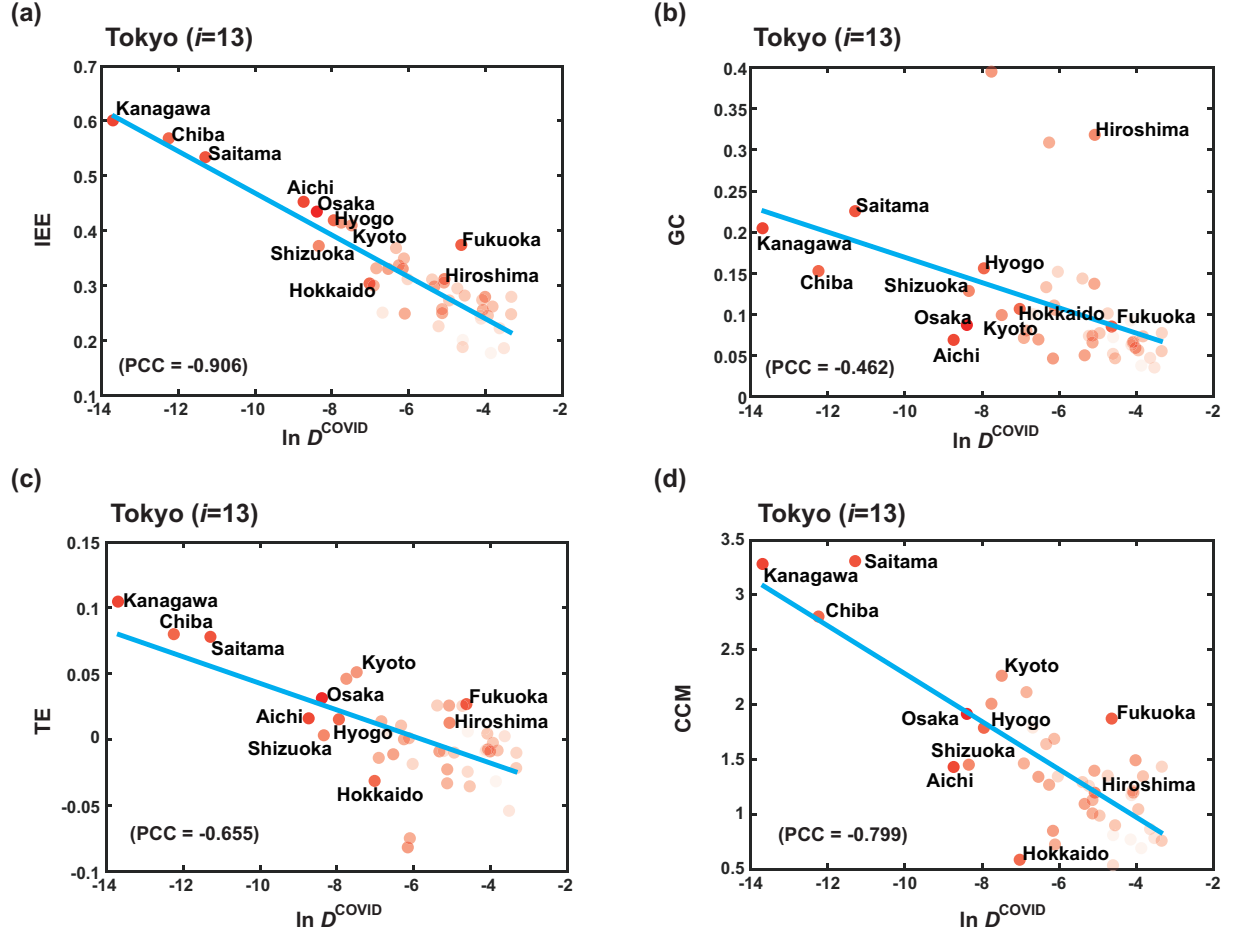 (a)
Tokyo (i=13)
0.7
0.6
0.5
0.4
0.3
0.2
0.1
IEE
Kanagawa
Chiba
Saitama
Aichi
Osaka
Hyogo
Kyoto
Shizuoka
Fukuoka
Hiroshima
Hokkaido
(PCC = -0.906)
-14 -12 -10 -8 -6 -4 -2
ln D^COVID
(b)
Tokyo (i=13)
0.4
0.35
0.3
0.25
0.2
0.15
0.1
0.05
0
GC
Hiroshima
Saitama
Kanagawa
Hyogo
Chiba
Shizuoka
Osaka
Hokkaido
Fukuoka
Kyoto
Aichi
(PCC = -0.462)
-14 -12 -10 -8 -6 -4 -2
ln D^COVID
(c)
Tokyo (i=13)
0.15
0.1
0.05
0
-0.05
-0.1
TE
Kanagawa
Chiba
Saitama
Kyoto
Osaka
Fukuoka
Aichi
Hiroshima
Hyogo
Shizuoka
Hokkaido
(PCC = -0.655)
-14 -12 -10 -8 -6 -4 -2
ln D^COVID
(d)
Tokyo (i=13)
3.5
3
2.5
2
1.5
1
0.5
CCM
Saitama
Kanagawa
Chiba
Kyoto
Osaka
Hyogo
Fukuoka
Shizuoka
Aichi
Hiroshima
(PCC = -0.799)
Hokkaido
-14 -12 -10 -8 -6 -4 -2
ln D^COVID